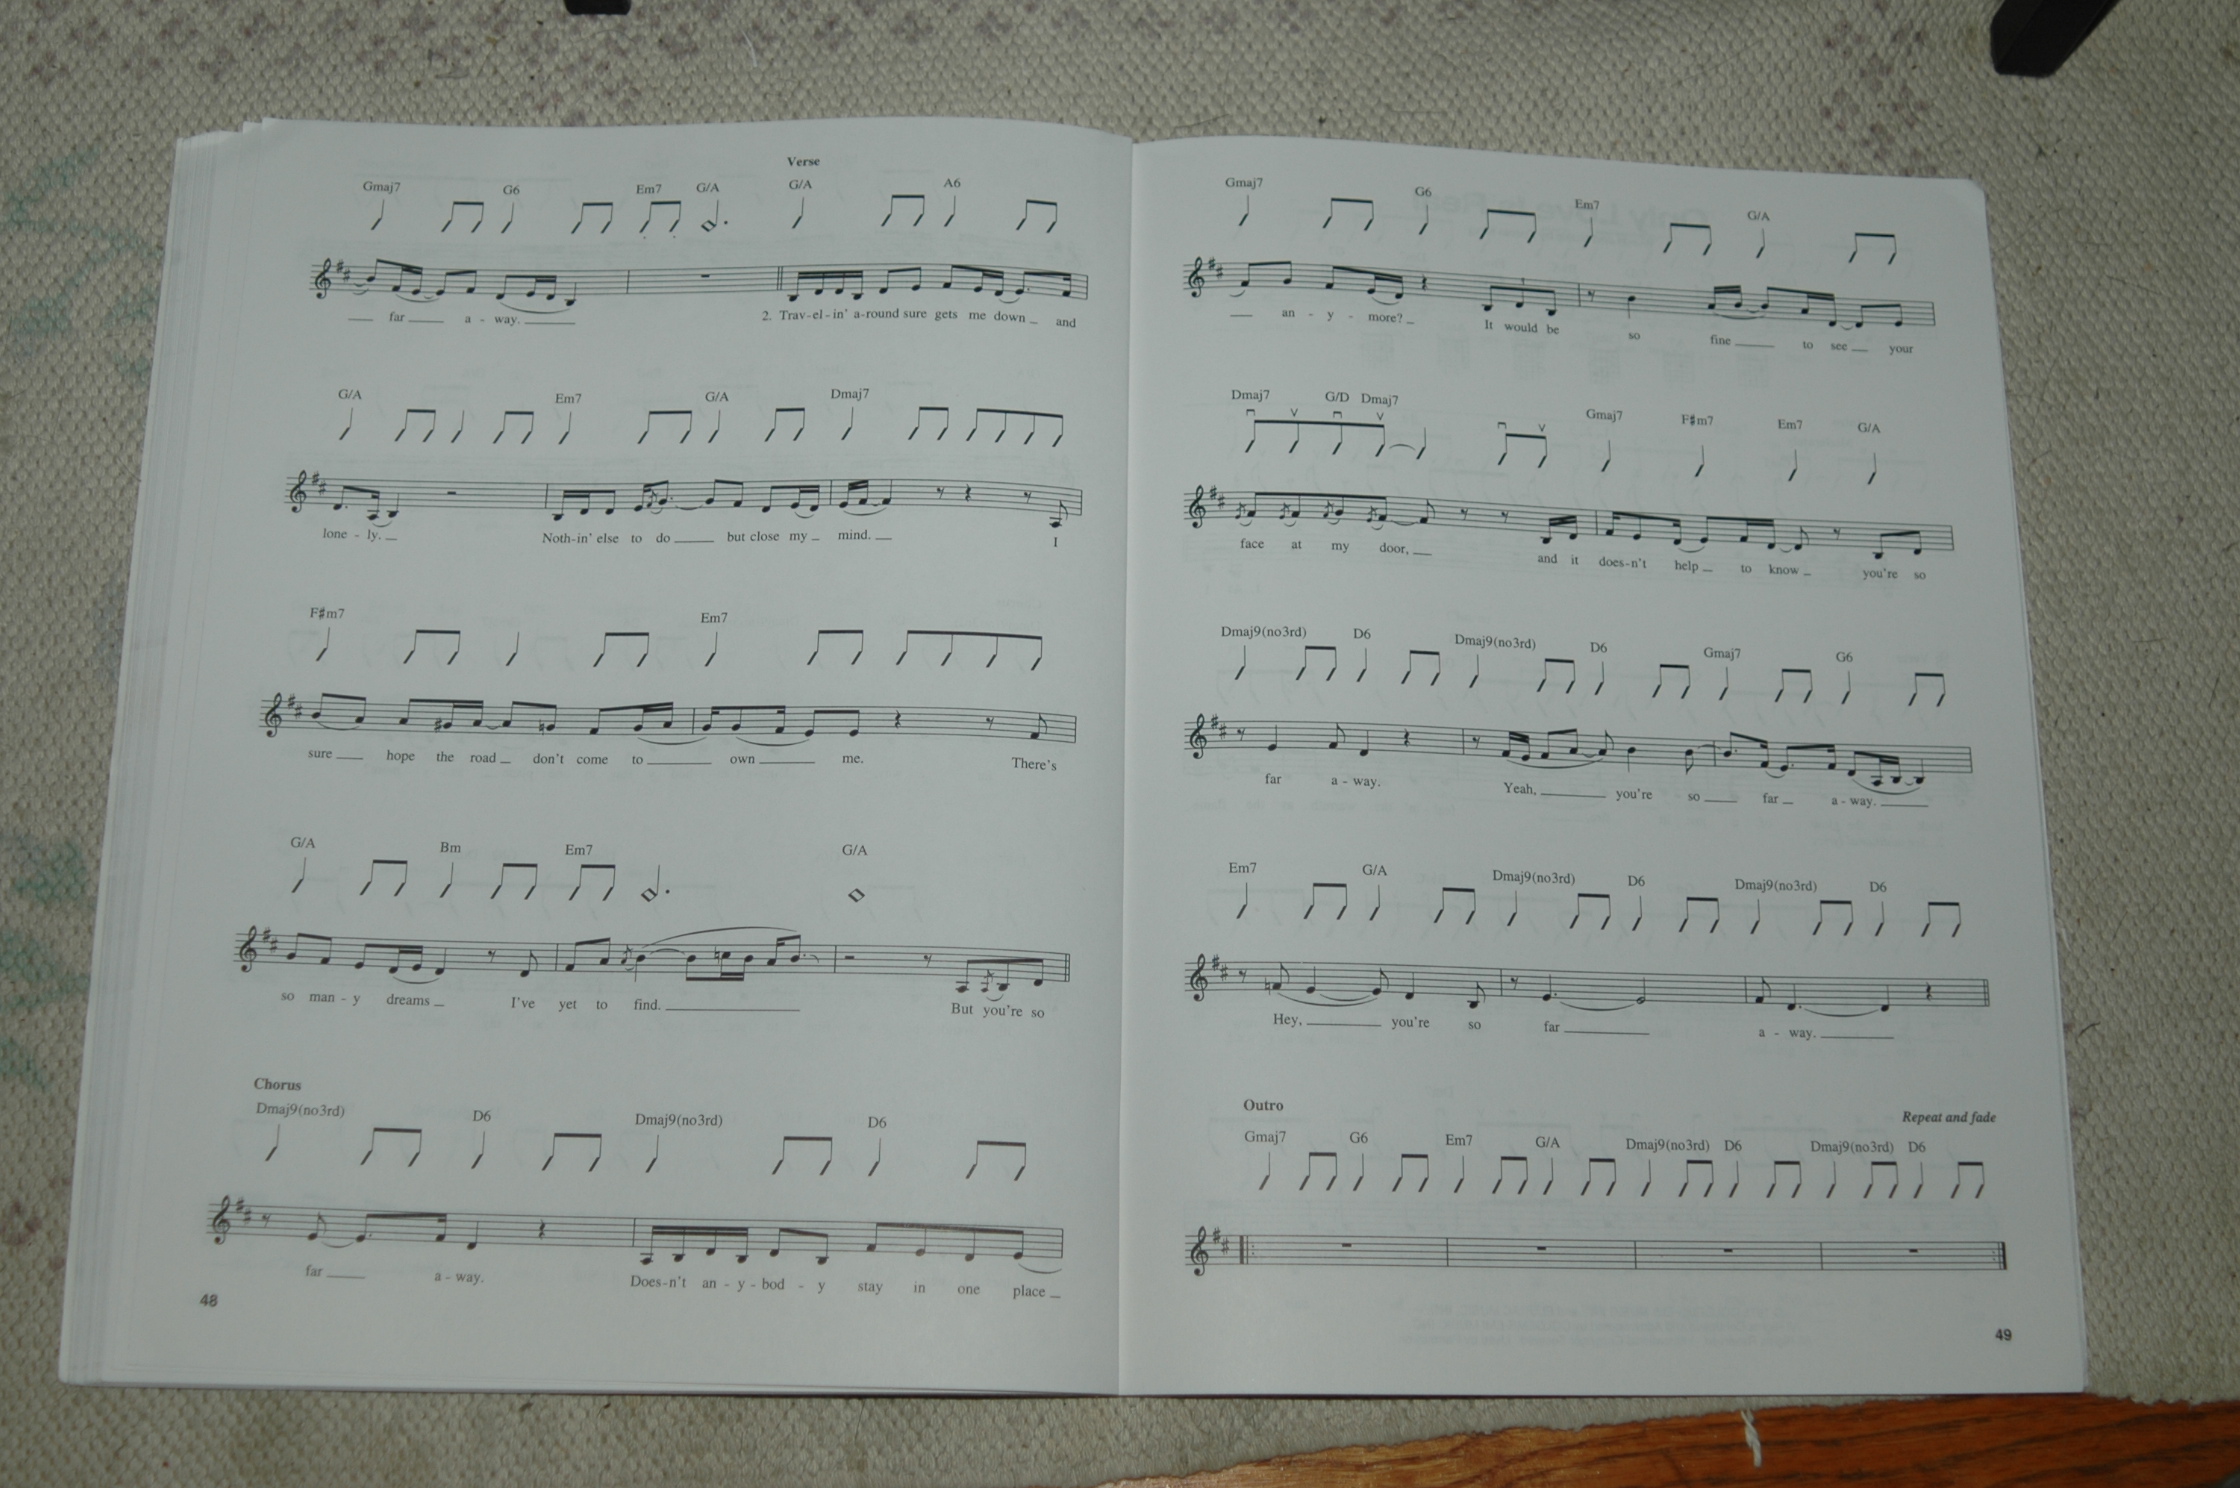 Verse
Gmaj7 G6 Em7 G/A G/A A6
far a - way. 2. Trav-el-in' a-round sure gets me down and
G/A Em7 G/A Dmaj7
lone - ly. Noth-in' else to do but close my mind. I
F#m7 Em7
sure hope the road don't come to own me. There's
G/A Bm Em7 G/A
so man - y dreams I've yet to find. But you're so
Chorus
Dmaj9(no3rd) D6 Dmaj9(no3rd) D6
far a - way. Does-n't an - y - bod - y stay in one place
48
Gmaj7 G6 Em7 G/A
an - y - more? It would be so fine to see your
Dmaj7 G/D Dmaj7 Gmaj7 F#m7 Em7 G/A
face at my door, and it does-n't help to know you're so
Dmaj9(no3rd) D6 Dmaj9(no3rd) D6 Gmaj7 G6
far a - way. Yeah, you're so far a - way.
Em7 G/A Dmaj9(no3rd) D6 Dmaj9(no3rd) D6
Hey, you're so far a - way.
Outro
Repeat and fade
Gmaj7 G6 Em7 G/A Dmaj9(no3rd) D6 Dmaj9(no3rd) D6
49